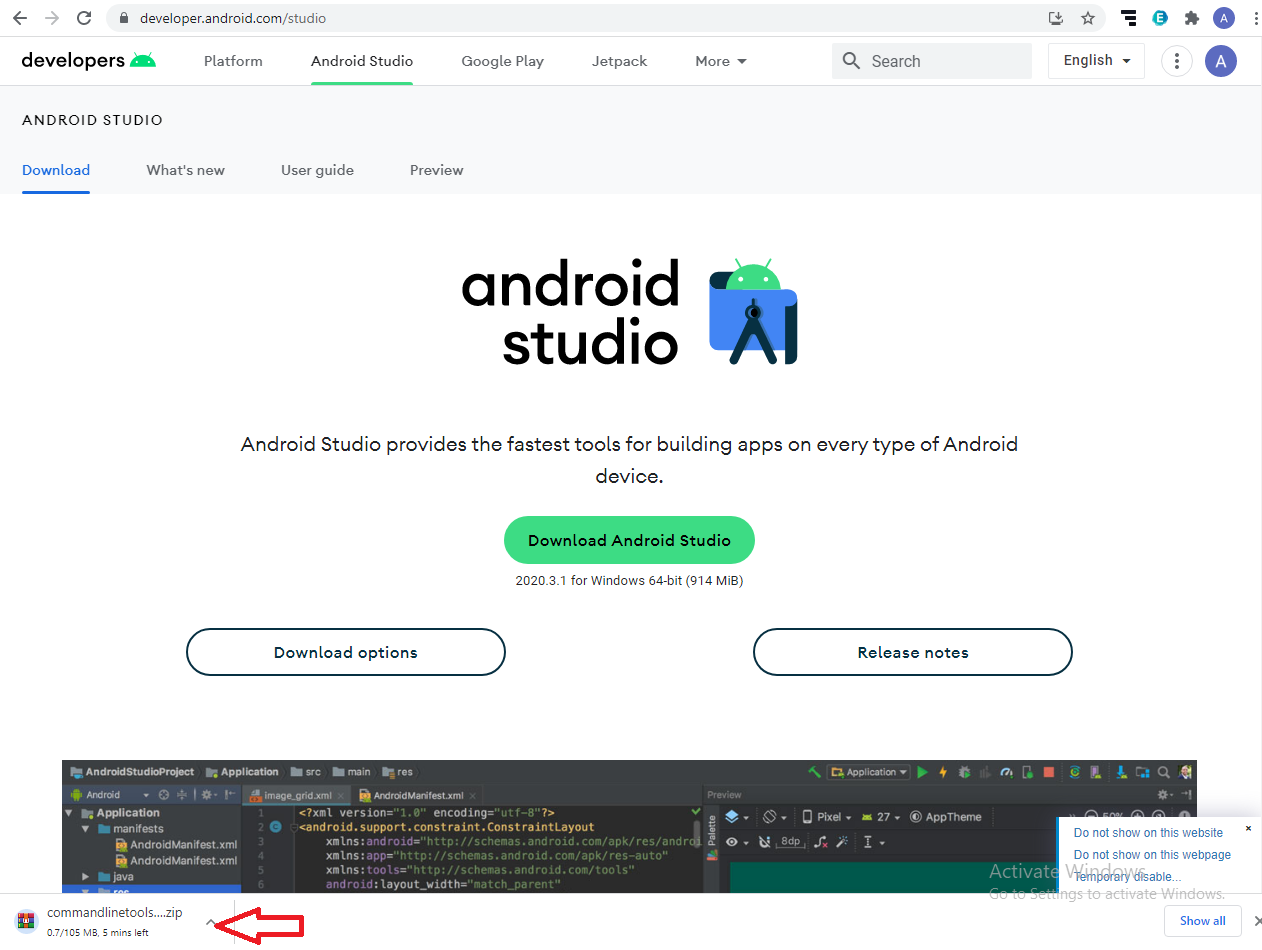 developer.android.com/studio
E
A
developers
Platform
Android Studio
Google Play
Jetpack
More
Search
English
A
ANDROID STUDIO
Download
What's new
User guide
Preview
android
studio
Android Studio provides the fastest tools for building apps on every type of Android
device.
Download Android Studio
2020.3.1 for Windows 64-bit (914 MiB)
Download options
Release notes
AndroidStudioProject
Application
src
main
res
Application
Android
image_grid.xml
AndroidManifest.xml
Preview
Application
manifests
AndroidManifest.xml
AndroidManifest.xml
java
res
1 <?xml version="1.0" encoding="utf-8"?>
2 <android.support.constraint.ConstraintLayout
3 xmlns:android="http://schemas.android.com/apk/res/androi
4 xmlns:app="http://schemas.android.com/apk/res-auto"
5 xmlns:tools="http://schemas.android.com/tools"
6 android:layout_width="match_parent"
Palette
Pixel
27
AppTheme
50%
8dp
Do not show on this website
Do not show on this webpage
Temporary disable...
Activate Windows
Go to Settings to activate Windows.
commandlinetools....zip
0.7/105 MB, 5 mins left
Show all